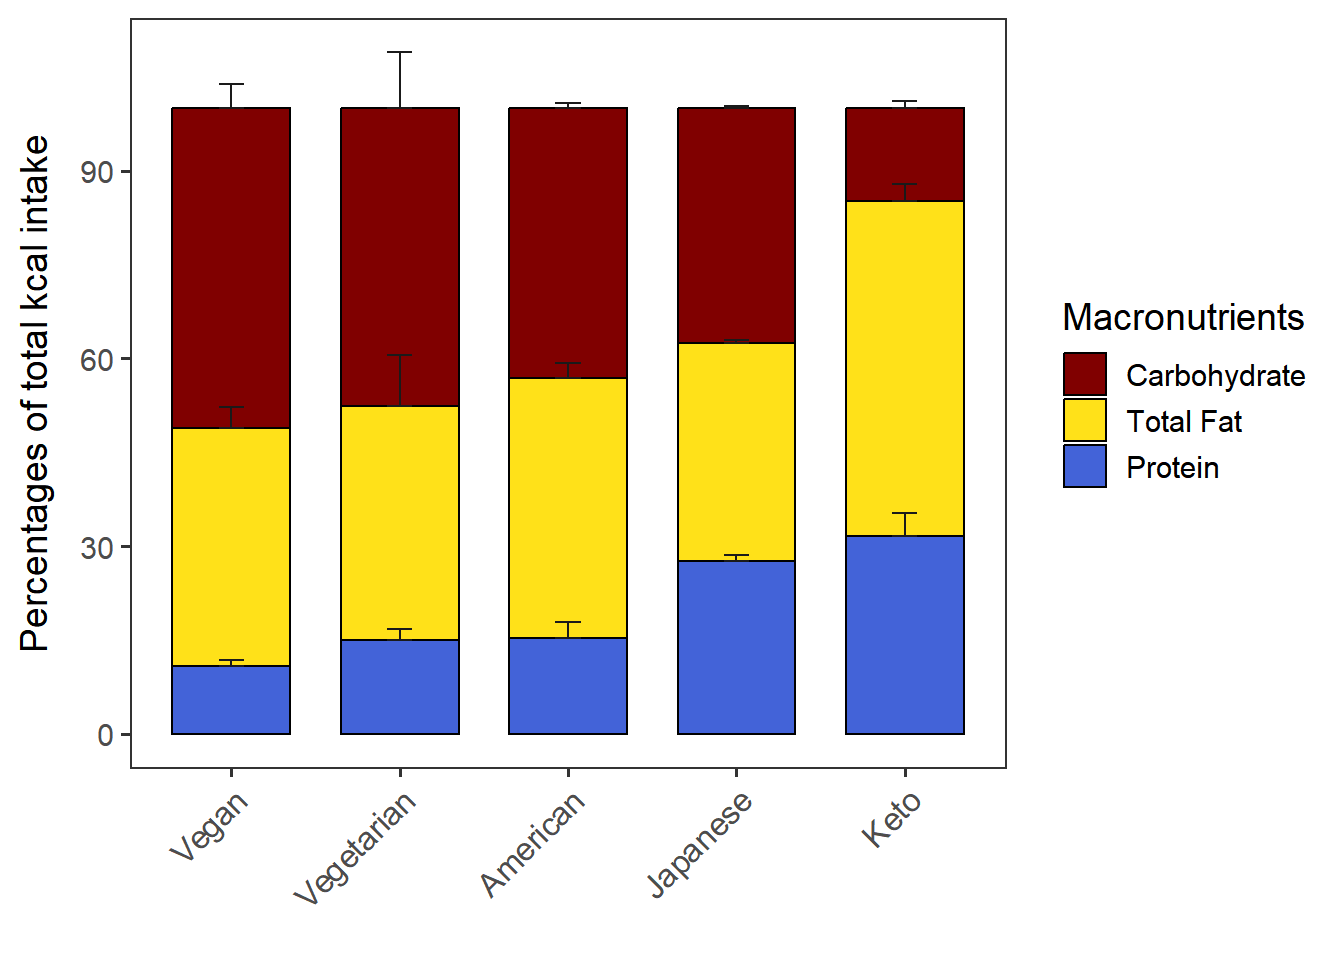 Percentages of total kcal intake
90
60
30
0
Vegan
Vegetarian
American
Japanese
Keto
Macronutrients
Carbohydrate
Total Fat
Protein